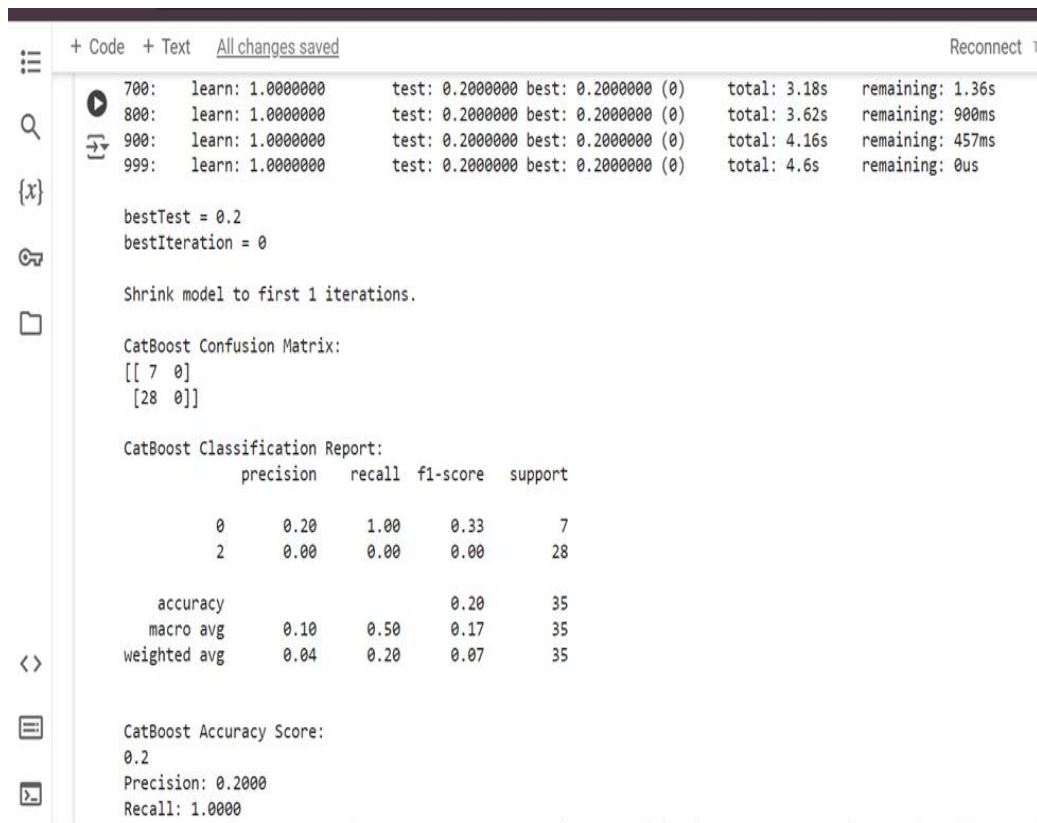 + Code + Text All changes saved Reconnect
700: learn: 1.0000000 test: 0.2000000 best: 0.2000000 (0) total: 3.18s remaining: 1.36s
800: learn: 1.0000000 test: 0.2000000 best: 0.2000000 (0) total: 3.62s remaining: 900ms
900: learn: 1.0000000 test: 0.2000000 best: 0.2000000 (0) total: 4.16s remaining: 457ms
999: learn: 1.0000000 test: 0.2000000 best: 0.2000000 (0) total: 4.6s remaining: 0us
bestTest = 0.2
bestIteration = 0
Shrink model to first 1 iterations.
CatBoost Confusion Matrix:
[[ 7 0]
[28 0]]
CatBoost Classification Report:
precision recall f1-score support
0 0.20 1.00 0.33 7
2 0.00 0.00 0.00 28
accuracy 0.20 35
macro avg 0.10 0.50 0.17 35
weighted avg 0.04 0.20 0.07 35
CatBoost Accuracy Score:
0.2
Precision: 0.2000
Recall: 1.0000